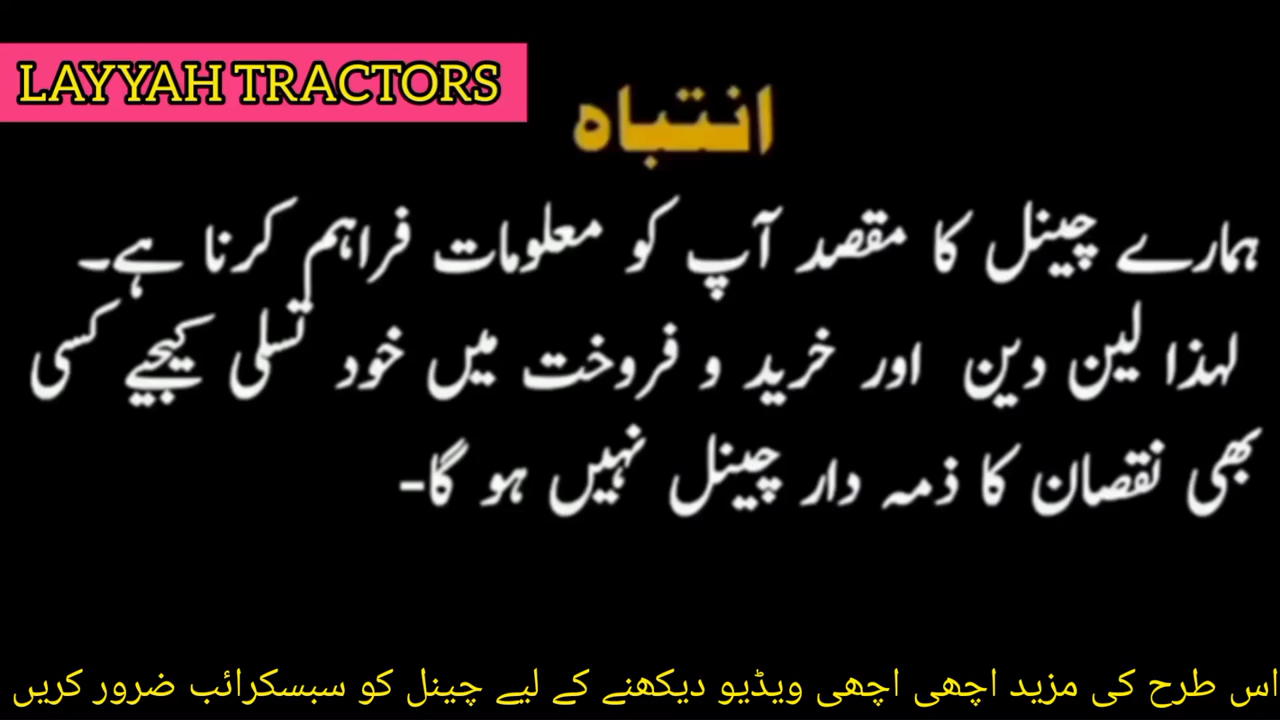 LAYYAH TRACTORS
انتباہ
ہمارے چینل کا مقصد آپ کو معلومات فراہم کرنا ہے۔
لہذا لین دین اور خرید و فروخت میں خود تسلی کیجیے کسی
بھی نقصان کا ذمہ دار چینل نہیں ہو گا-
اس طرح کی مزید اچھی اچھی ویڈیو دیکھنے کے لیے چینل کو سبسکرائب ضرور کریں